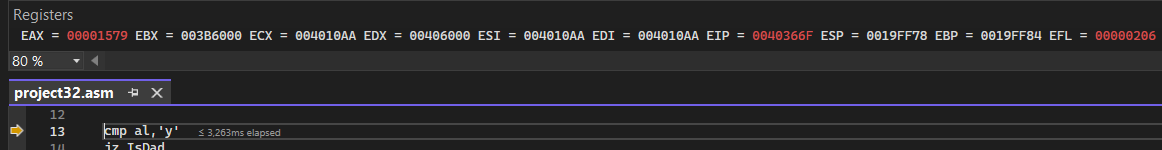 Registers
EAX = 00001579 EBX = 003B6000 ECX = 004010AA EDX = 00406000 ESI = 004010AA EDI = 004010AA EIP = 0040366F ESP = 0019FF78 EBP = 0019FF84 EFL = 00000206
80 %
project32.asm
12
13 cmp al,'y' ≤ 3,263ms elapsed
14 jz IsDad